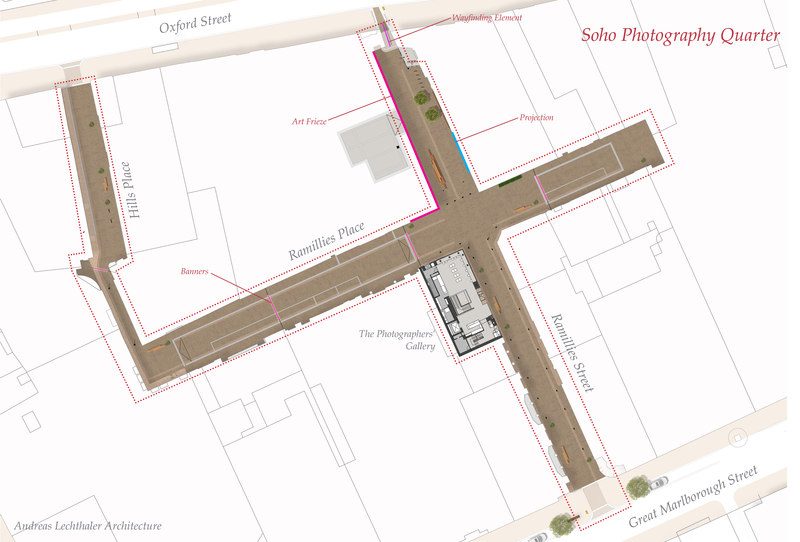 Oxford Street
Wayfinding Element
Soho Photography Quarter
Art Frieze
Projection
Hills Place
Ramillies Place
Banners
The Photographers'
Gallery
Ramillies Street
Great Marlborough Street
Andreas Lechthaler Architecture